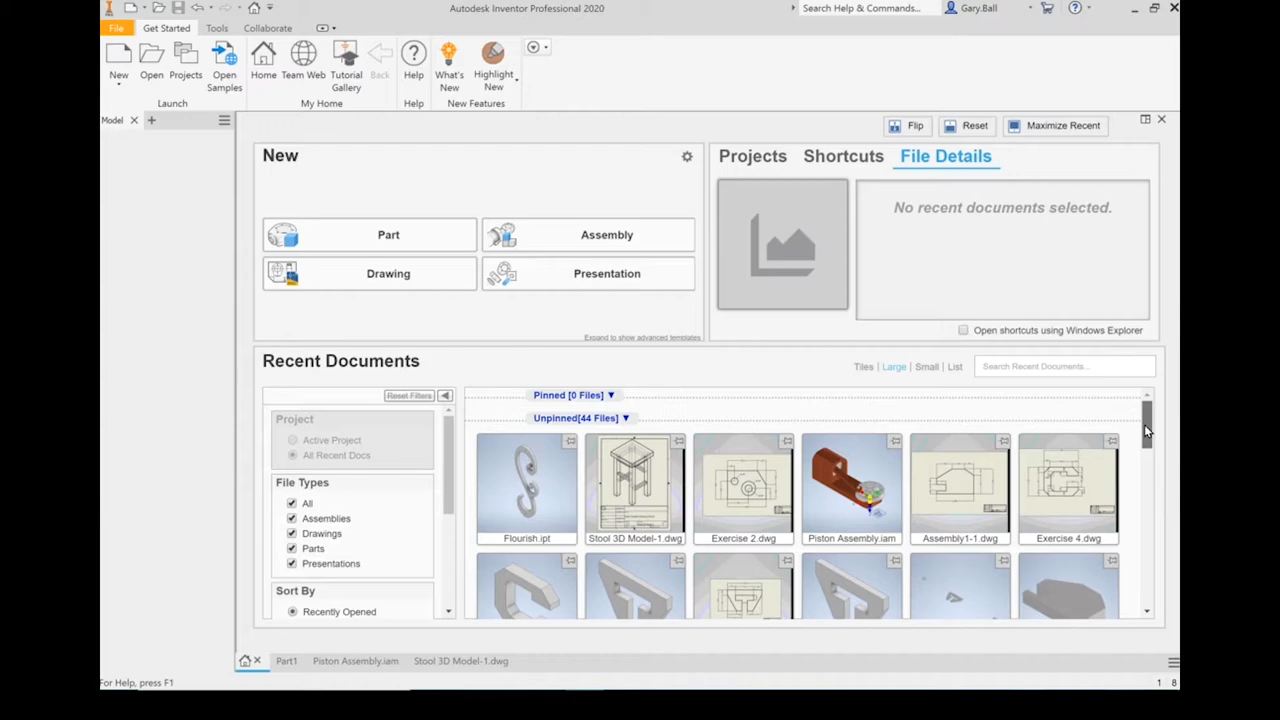 Autodesk Inventor Professional 2020
Search Help & Commands...
Gary.Ball
File Get Started Tools Collaborate
New Open Projects Open Samples
Home Team Web Tutorial Gallery Back
Help What's New Highlight New
Launch My Home Help New Features
Model
Flip Reset Maximize Recent
New
Part Assembly
Drawing Presentation
Expand to show advanced templates
Projects Shortcuts File Details
No recent documents selected.
Open shortcuts using Windows Explorer
Recent Documents
Tiles | Large | Small | List
Search Recent Documents...
Reset Filters
Project
Active Project
All Recent Docs
File Types
All
Assemblies
Drawings
Parts
Presentations
Sort By
Recently Opened
Pinned [0 Files]
Unpinned[44 Files]
Flourish.ipt Stool 3D Model-1.dwg Exercise 2.dwg Piston Assembly.iam Assembly1-1.dwg Exercise 4.dwg
Part1 Piston Assembly.iam Stool 3D Model-1.dwg
For Help, press F1
1 8